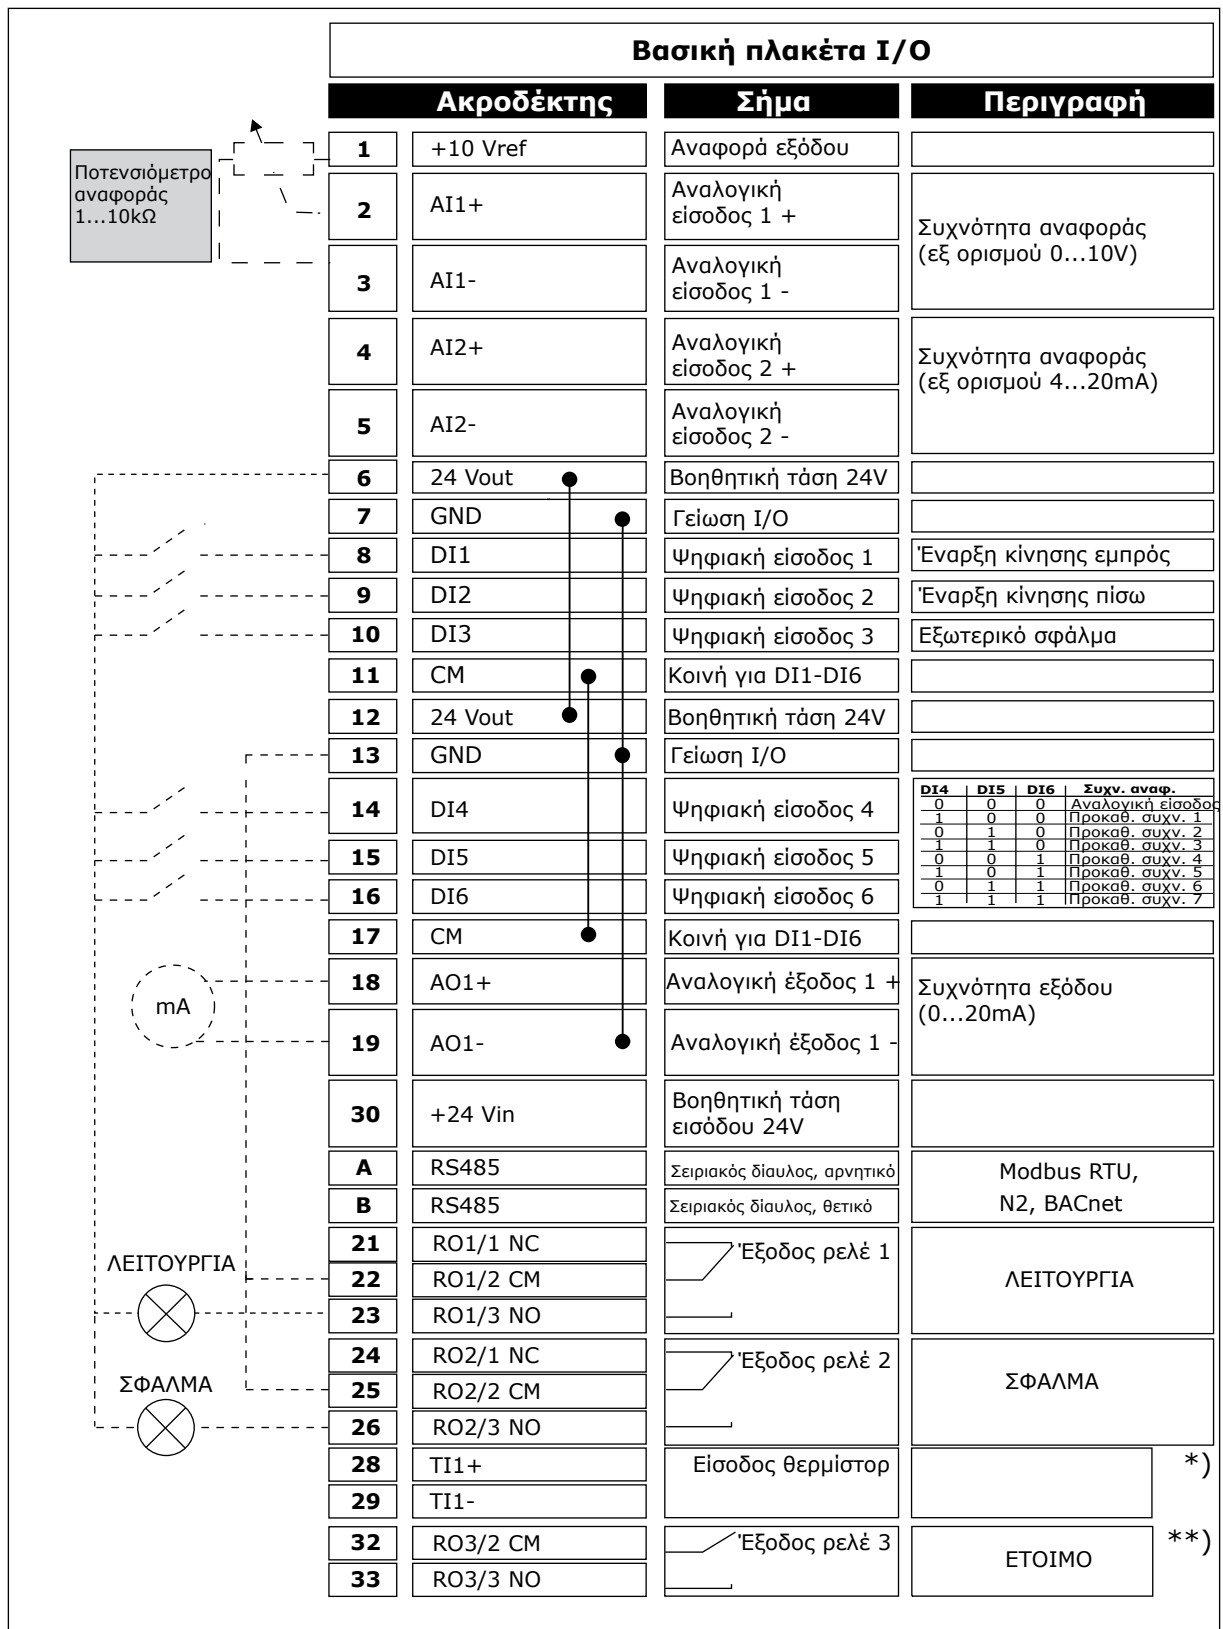 Βασική πλακέτα I/O
Ακροδέκτης Σήμα Περιγραφή
Ποτενσιόμετρο
αναφοράς
1...10kΩ
1 +10 Vref Αναφορά εξόδου
2 AI1+ Αναλογική
είσοδος 1 +
Συχνότητα αναφοράς
(εξ ορισμού 0...10V)
3 AI1- Αναλογική
είσοδος 1 -
4 AI2+ Αναλογική
είσοδος 2 +
Συχνότητα αναφοράς
(εξ ορισμού 4...20mA)
5 AI2- Αναλογική
είσοδος 2 -
6 24 Vout Βοηθητική τάση 24V
7 GND Γείωση I/O
8 DI1 Ψηφιακή είσοδος 1 Έναρξη κίνησης εμπρός
9 DI2 Ψηφιακή είσοδος 2 Έναρξη κίνησης πίσω
10 DI3 Ψηφιακή είσοδος 3 Εξωτερικό σφάλμα
11 CM Κοινή για DI1-DI6
12 24 Vout Βοηθητική τάση 24V
13 GND Γείωση I/O
14 DI4 Ψηφιακή είσοδος 4
15 DI5 Ψηφιακή είσοδος 5
16 DI6 Ψηφιακή είσοδος 6
DI4 DI5 DI6 Συχν. αναφ.
0 0 0 Αναλογική είσοδος
1 0 0 Προκαθ. συχν. 1
0 1 0 Προκαθ. συχν. 2
1 1 0 Προκαθ. συχν. 3
0 0 1 Προκαθ. συχν. 4
1 0 1 Προκαθ. συχν. 5
0 1 1 Προκαθ. συχν. 6
1 1 1 Προκαθ. συχν. 7
17 CM Κοινή για DI1-DI6
mA
18 AO1+ Αναλογική έξοδος 1 +
Συχνότητα εξόδου
(0...20mA)
19 AO1- Αναλογική έξοδος 1 -
30 +24 Vin Βοηθητική τάση
εισόδου 24V
A RS485 Σειριακός δίαυλος, αρνητικό
Modbus RTU,
N2, BACnet
B RS485 Σειριακός δίαυλος, θετικό
ΛΕΙΤΟΥΡΓΙΑ
21 RO1/1 NC Έξοδος ρελέ 1
22 RO1/2 CM ΛΕΙΤΟΥΡΓΙΑ
23 RO1/3 NO
ΣΦΑΛΜΑ
24 RO2/1 NC Έξοδος ρελέ 2
25 RO2/2 CM ΣΦΑΛΜΑ
26 RO2/3 NO
28 TI1+ Είσοδος θερμίστορ *)
29 TI1-
32 RO3/2 CM Έξοδος ρελέ 3 ΕΤΟΙΜΟ **)
33 RO3/3 NO